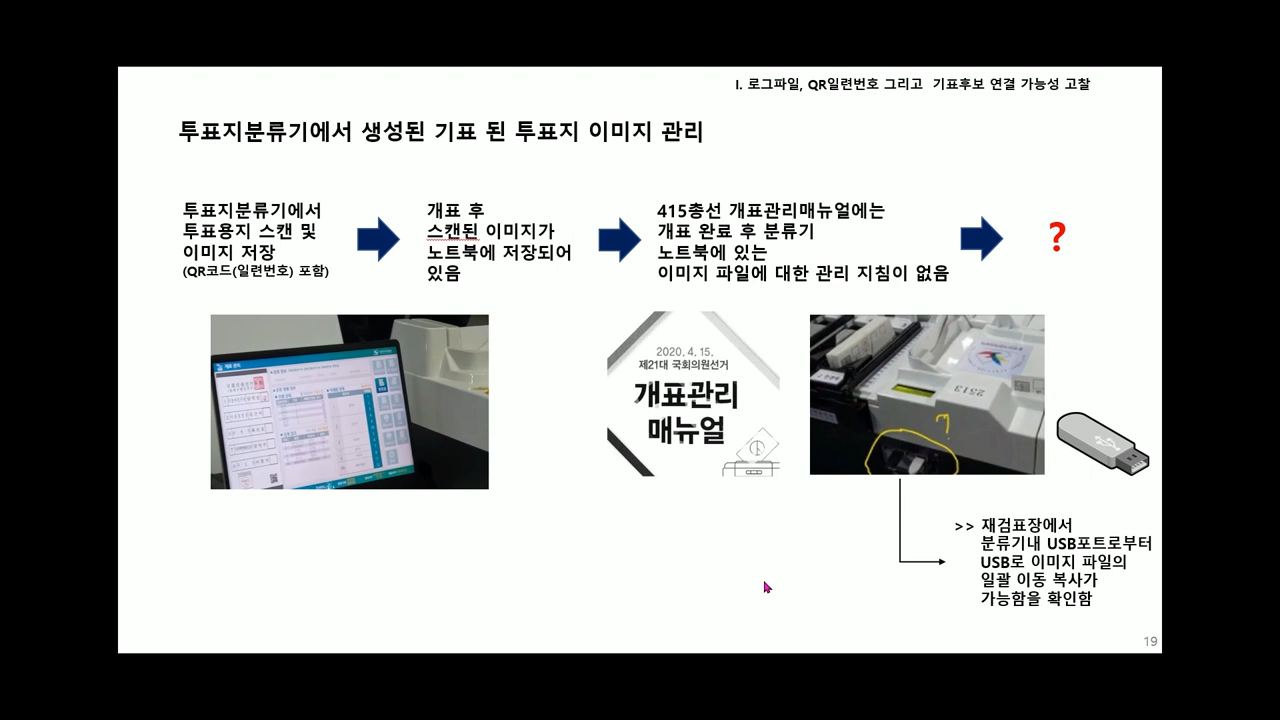 I. 로그파일, QR일련번호 그리고 기표후보 연결 가능성 고찰
투표지분류기에서 생성된 기표 된 투표지 이미지 관리
투표지분류기에서
투표용지 스캔 및
이미지 저장
(QR코드(일련번호) 포함)
개표 후
스캔된 이미지가
노트북에 저장되어
있음
415총선 개표관리매뉴얼에는
개표 완료 후 분류기
노트북에 있는
이미지 파일에 대한 관리 지침이 없음
?
2020. 4. 15.
제21대 국회의원선거
개표관리
매뉴얼
>> 재검표장에서
분류기내 USB포트로부터
USB로 이미지 파일의
일괄 이동 복사가
가능함을 확인함
19